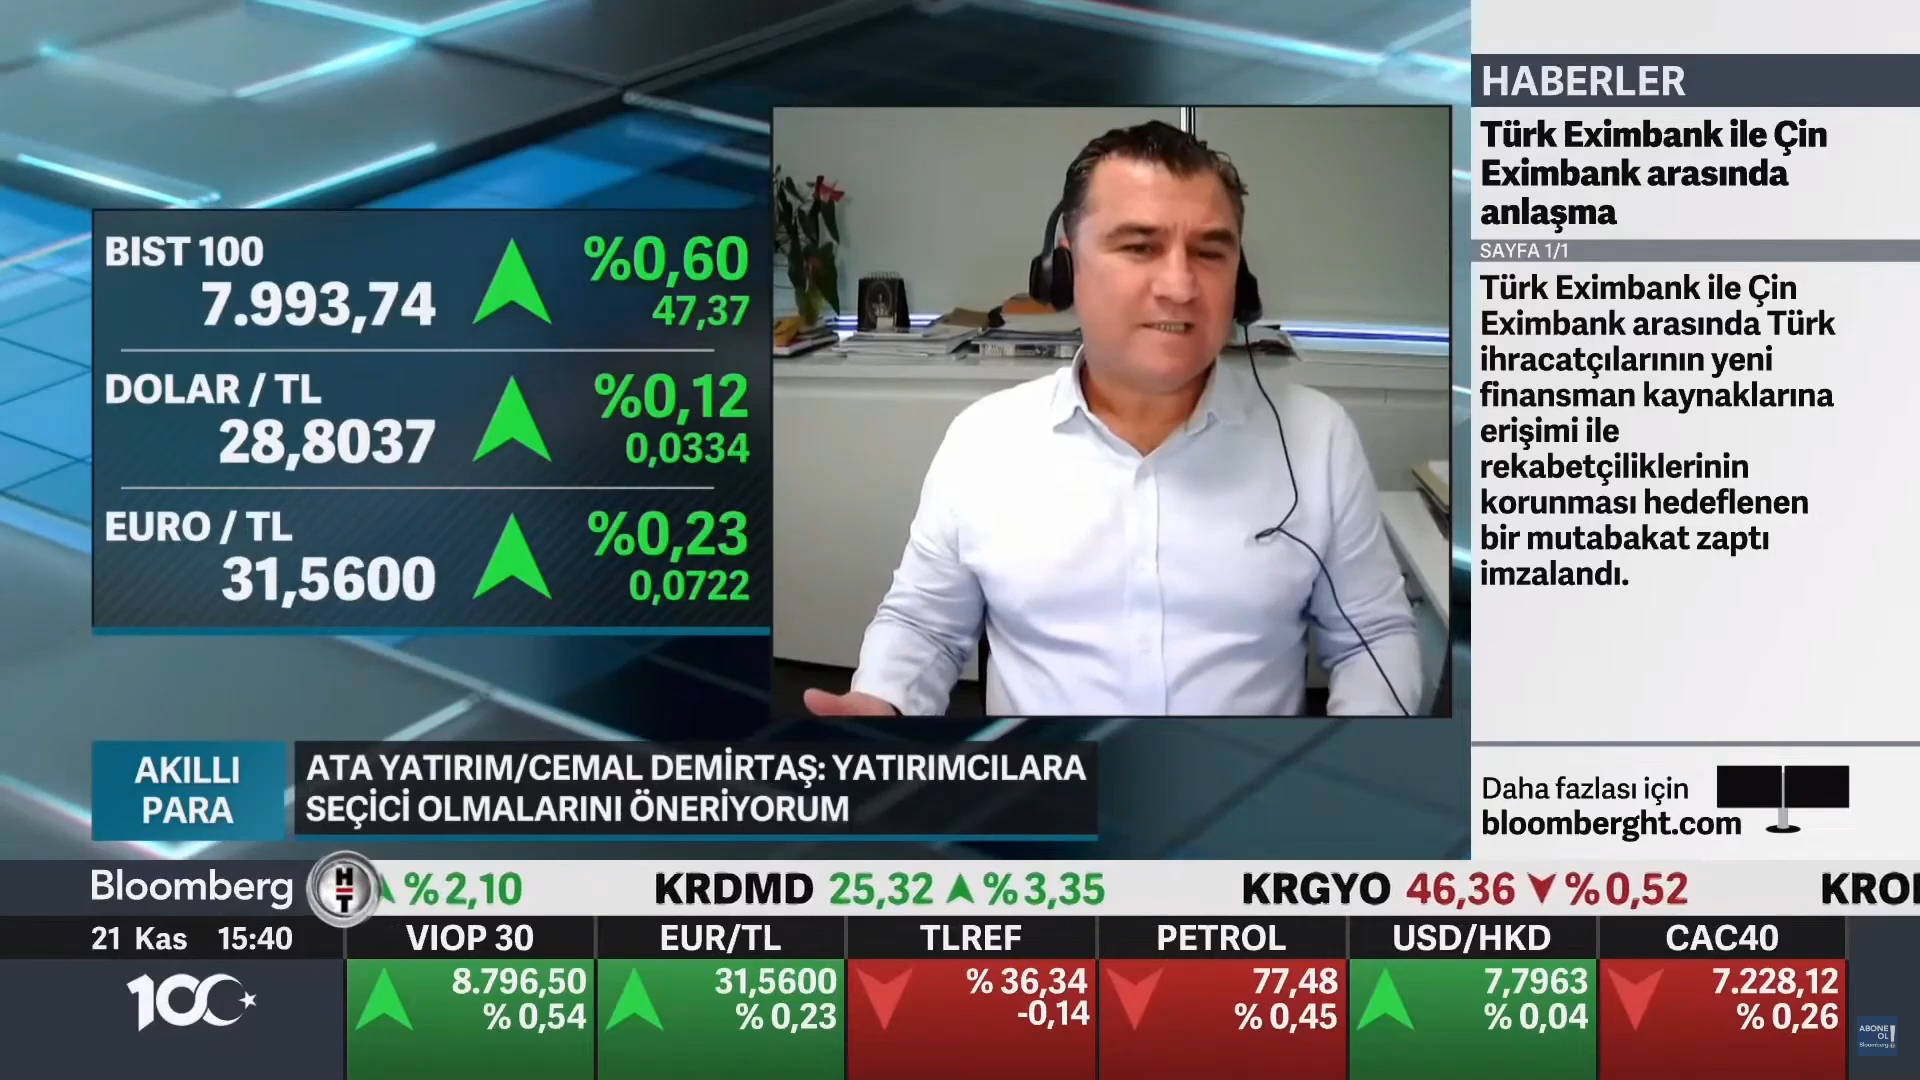 HABERLER
Türk Eximbank ile Çin
Eximbank arasında
anlaşma
SAYFA 1/1
Türk Eximbank ile Çin
Eximbank arasında Türk
ihracatçılarının yeni
finansman kaynaklarına
erişimi ile
rekabetçiliklerinin
korunması hedeflenen
bir mutabakat zaptı
imzalandı.
Daha fazlası için
bloomberght.com
BIST 100
7.993,74
%0,60
47,37
DOLAR / TL
28,8037
%0,12
0,0334
EURO / TL
31,5600
%0,23
0,0722
AKILLI
PARA
ATA YATIRIM/CEMAL DEMİRTAŞ: YATIRIMCILARA
SEÇİCİ OLMALARINI ÖNERİYORUM
Bloomberg HT
%2,10 KRDMD 25,32 %3,35 KRGYO 46,36 %0,52
21 Kas 15:40
100
VIOP 30
8.796,50
% 0,54
EUR/TL
31,5600
% 0,23
TLREF
% 36,34
-0,14
PETROL
77,48
% 0,45
USD/HKD
7,7963
% 0,04
CAC40
7.228,12
% 0,26
ABONE
OL!
Bloomberg